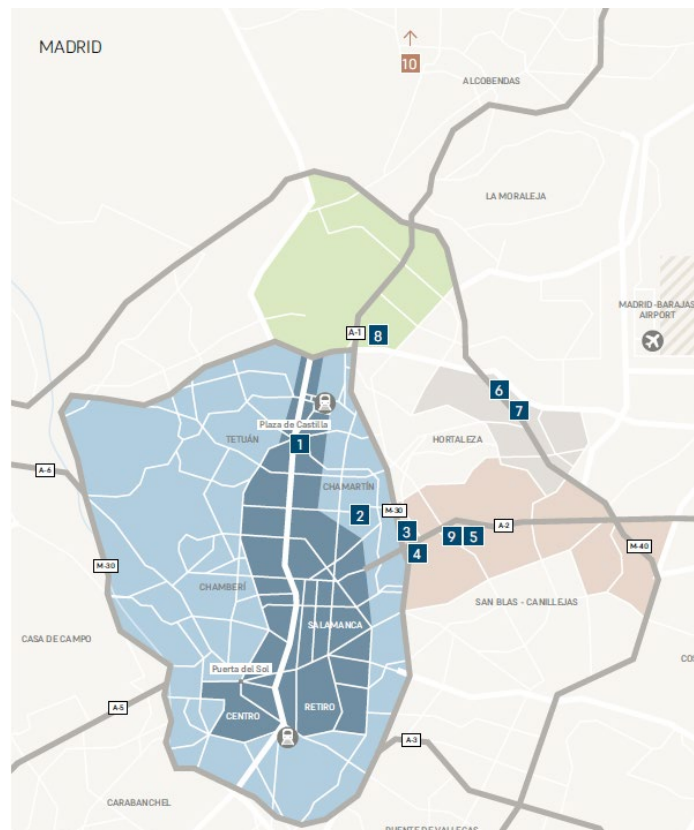 MADRID
10
ALCOBENDAS
LA MORALEJA
MADRID-BARAJAS
AIRPORT
A-1
8
6
7
Plaza de Castilla
TETUÁN
1
HORTALEZA
A-6
CHAMARTÍN
2
M-30
3
A-2
4
9
5
M-40
M-30
CHAMBERÍ
SAN BLAS - CANILLEJAS
SALAMANCA
CASA DE CAMPO
Puerta del Sol
A-5
CENTRO
RETIRO
A-3
CARABANCHEL